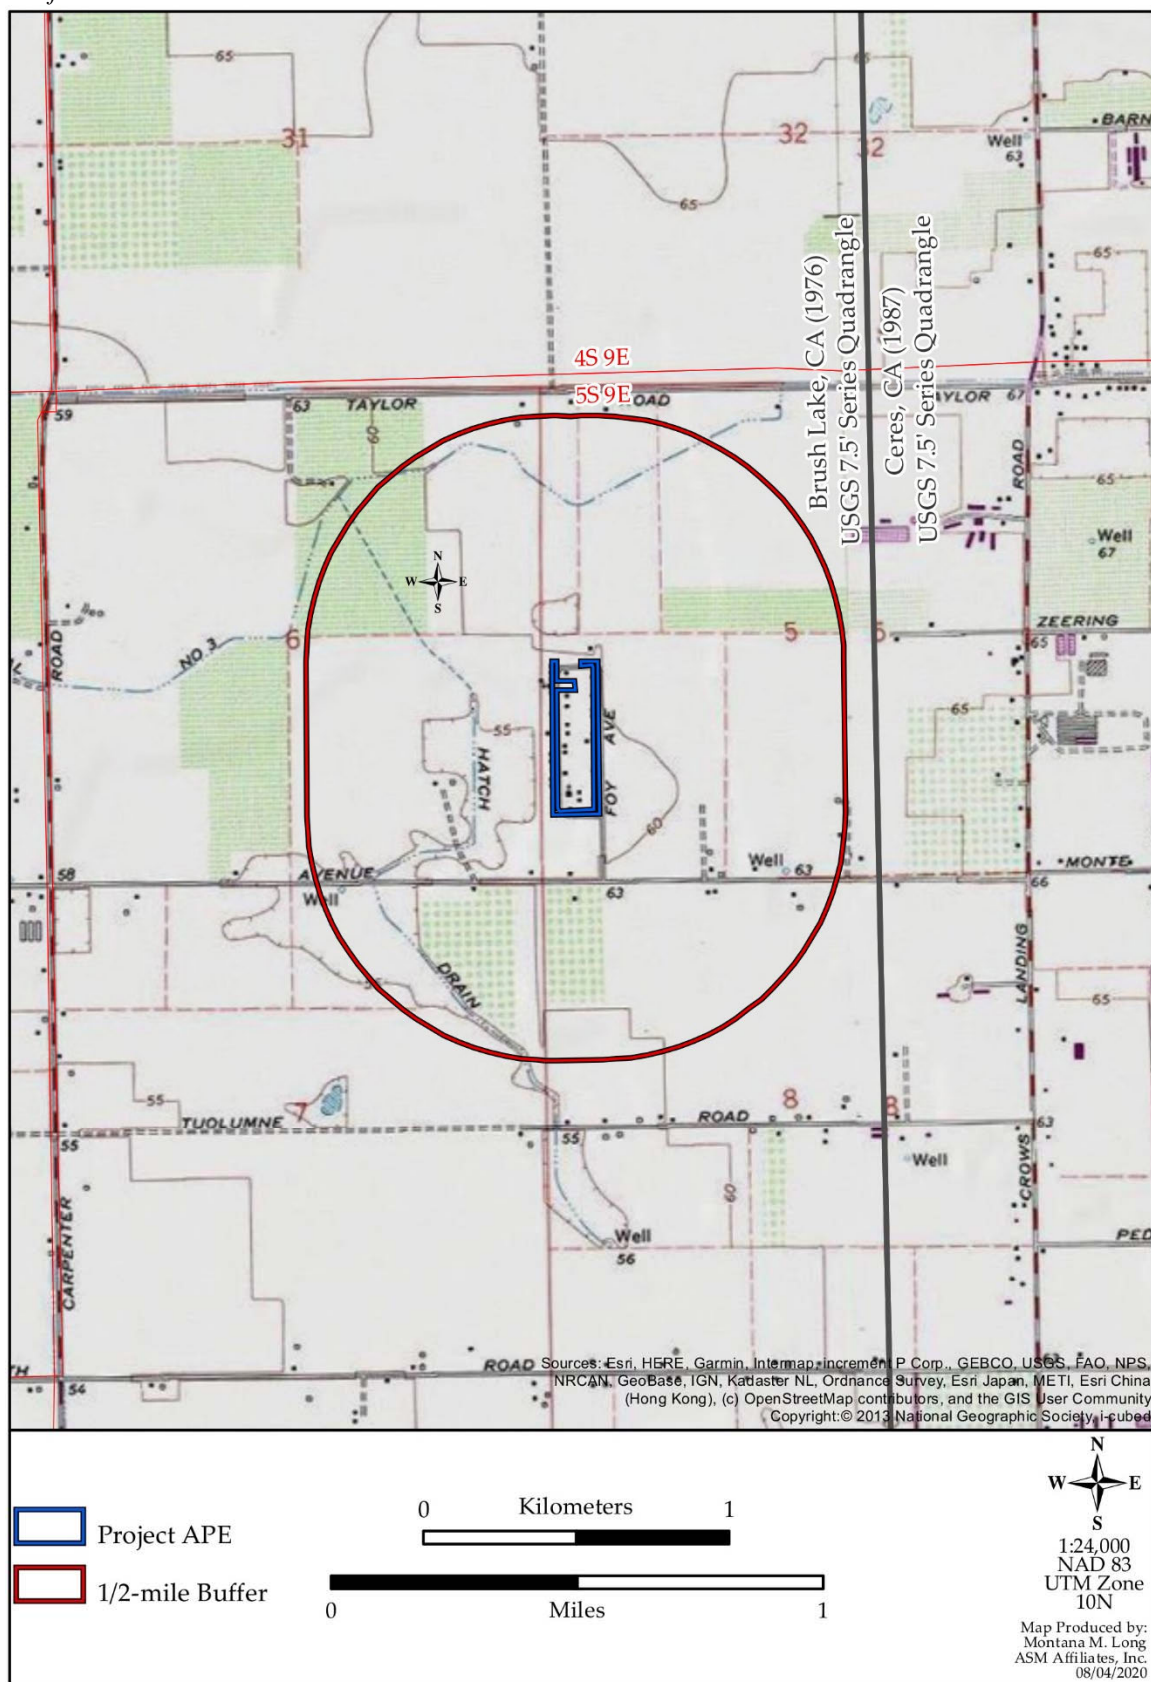 65
65
31
32
32
BARN
Well
63
65
65
Brush Lake, CA (1976)
USGS 7.5' Series Quadrangle
Ceres, CA (1987)
USGS 7.5' Series Quadrangle
4S 9E
5S 9E
59
63
TAYLOR
ROAD
AYLOR
67
60
65
ROAD
Well
67
N
W E
S
ROAD
NO 3
6
5
5
ZEERING
65
65
55
HATCH
FOY AVE
60
58
AVENUE
Well
63
Well
63
MONTE
66
DRAIN
LANDING
65
55
7
TUOLUMNE
55
55
ROAD
8
8
63
Well
60
CROWS
CARPENTER
Well
56
PED
TH
54
ROAD
Sources: Esri, HERE, Garmin, Intermap, increment P Corp., GEBCO, USGS, FAO, NPS,
NRCAN, GeoBase, IGN, Kadaster NL, Ordnance Survey, Esri Japan, METI, Esri China
(Hong Kong), (c) OpenStreetMap contributors, and the GIS User Community
Copyright:© 2013 National Geographic Society, i-cubed
Project APE
1/2-mile Buffer
0 Kilometers 1
0 Miles 1
N
W E
S
1:24,000
NAD 83
UTM Zone
10N
Map Produced by:
Montana M. Long
ASM Affiliates, Inc.
08/04/2020